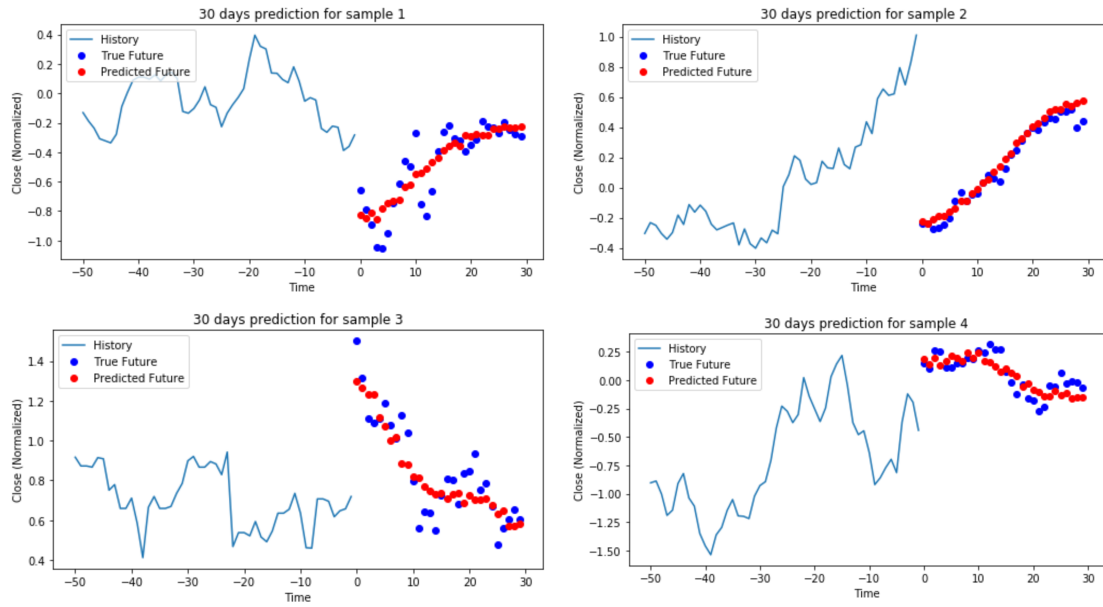 30 days prediction for sample 1
Close (Normalized)
0.4
0.2
0.0
−0.2
−0.4
−0.6
−0.8
−1.0
History
True Future
Predicted Future
−50 −40 −30 −20 −10 0 10 20 30
Time
30 days prediction for sample 2
Close (Normalized)
1.0
0.8
0.6
0.4
0.2
0.0
−0.2
−0.4
History
True Future
Predicted Future
−50 −40 −30 −20 −10 0 10 20 30
Time
30 days prediction for sample 3
Close (Normalized)
1.4
1.2
1.0
0.8
0.6
0.4
History
True Future
Predicted Future
−50 −40 −30 −20 −10 0 10 20 30
Time
30 days prediction for sample 4
Close (Normalized)
0.25
0.00
−0.25
−0.50
−0.75
−1.00
−1.25
−1.50
History
True Future
Predicted Future
−50 −40 −30 −20 −10 0 10 20 30
Time